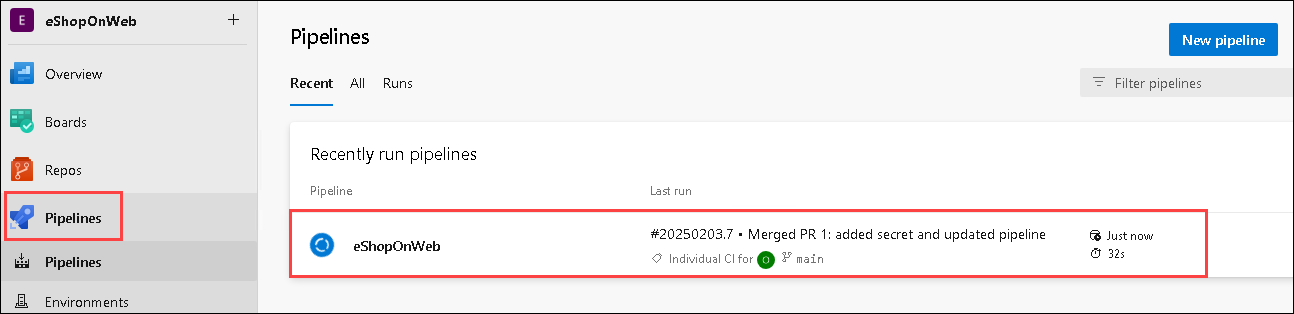 E eShopOnWeb +
Overview
Boards
Repos
Pipelines
Pipelines
Environments
Pipelines
New pipeline
Recent All Runs
Filter pipelines
Recently run pipelines
Pipeline Last run
eShopOnWeb
#20250203.7 • Merged PR 1: added secret and updated pipeline
Individual CI for O main
Just now
32s